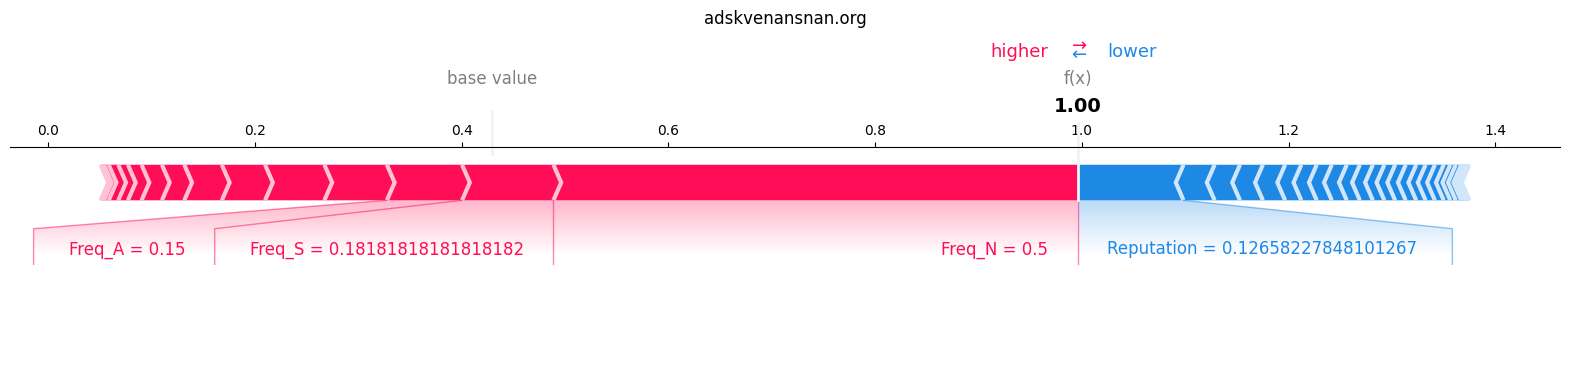 adskvenansnan.org
higher ⇄ lower
base value f(x)
1.00
0.0 0.2 0.4 0.6 0.8 1.0 1.2 1.4
Freq_A = 0.15 Freq_S = 0.18181818181818182 Freq_N = 0.5 Reputation = 0.12658227848101267